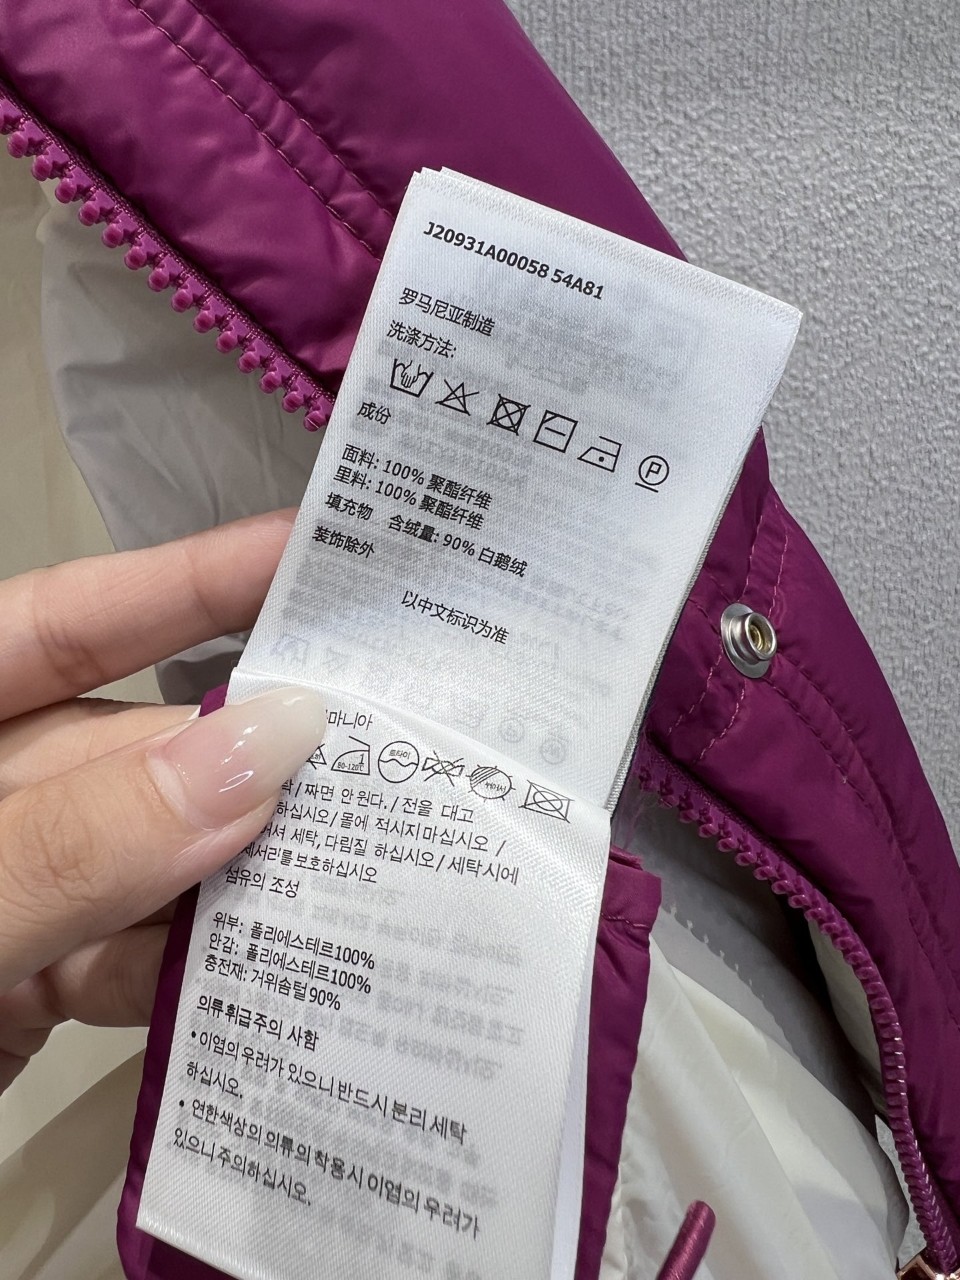 J20931A00058 54A81
罗马尼亚制造
洗涤方法:
P
成份
面料: 100% 聚酯纤维
里料: 100% 聚酯纤维
填充物 含绒量: 90% 白鹅绒
装饰除外
以中文标识为准
마니아
1 80-120℃ 드라이
짜면 안 원다. / 전을 대고
하십시오/ 물에 적시지 마십시오 /
세탁, 다림질 하십시오/ 세탁시에
보호하십시오
섬유의 조성
위부: 폴리에스테르100%
안감: 폴리에스테르100%
충전재: 거위솜털 90%
의류 취급주의 사함
• 이염의 우려가 있으니 반드시 분리 세탁
하십시오.
• 연한색상의 의류의 착용시 이염의 우려가
있으니 주의하십시오.